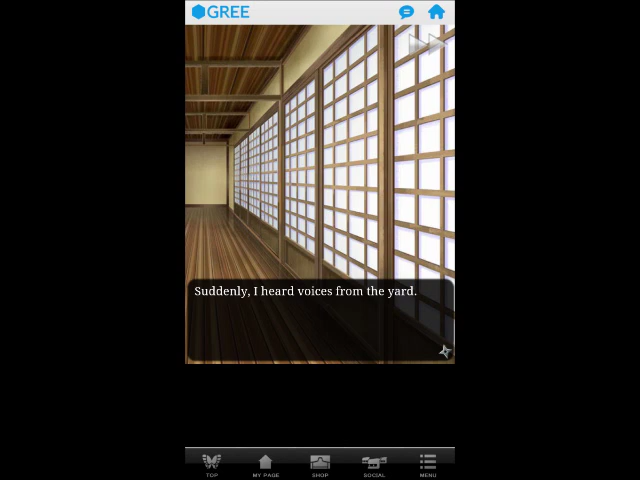 GREE
Suddenly, I heard voices from the yard.
TOP
MY PAGE
SHOP
SOCIAL
MENU